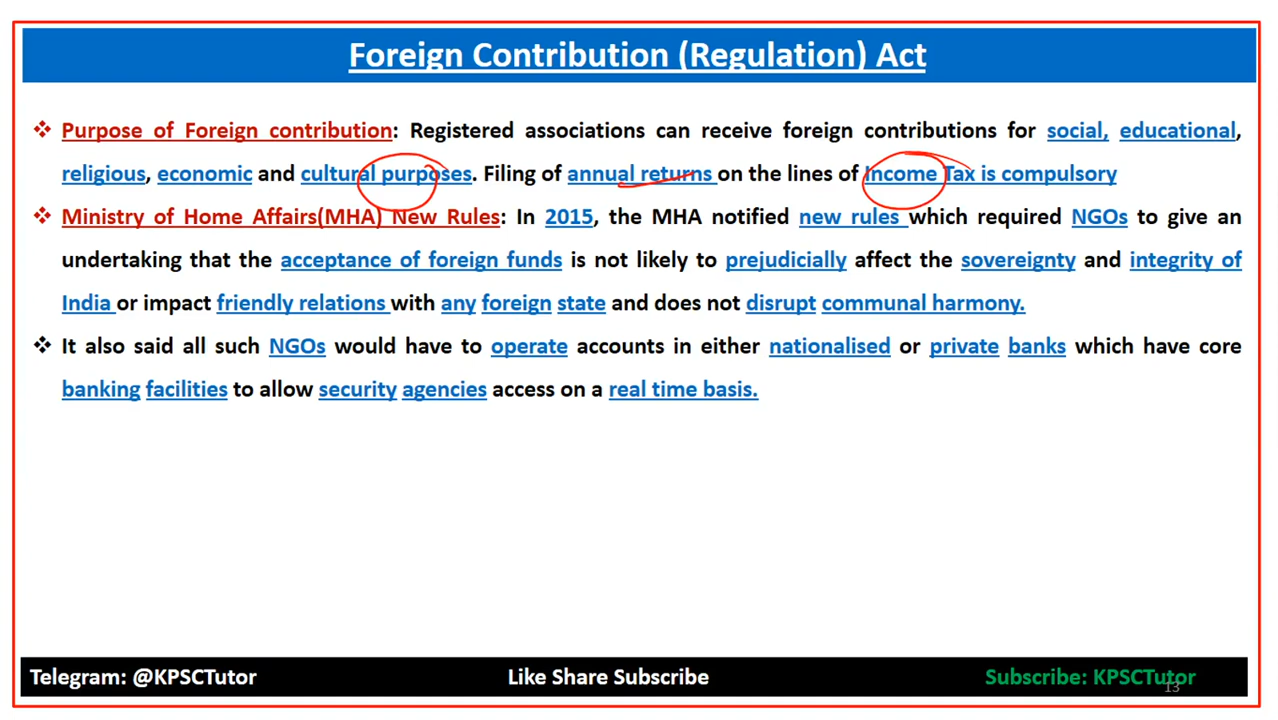 Foreign Contribution (Regulation) Act
❖ Purpose of Foreign contribution: Registered associations can receive foreign contributions for social, educational,
religious, economic and cultural purposes. Filing of annual returns on the lines of Income Tax is compulsory
❖ Ministry of Home Affairs(MHA) New Rules: In 2015, the MHA notified new rules which required NGOs to give an
undertaking that the acceptance of foreign funds is not likely to prejudicially affect the sovereignty and integrity of
India or impact friendly relations with any foreign state and does not disrupt communal harmony.
❖ It also said all such NGOs would have to operate accounts in either nationalised or private banks which have core
banking facilities to allow security agencies access on a real time basis.
Telegram: @KPSCTutor Like Share Subscribe Subscribe: KPSCTutor
13